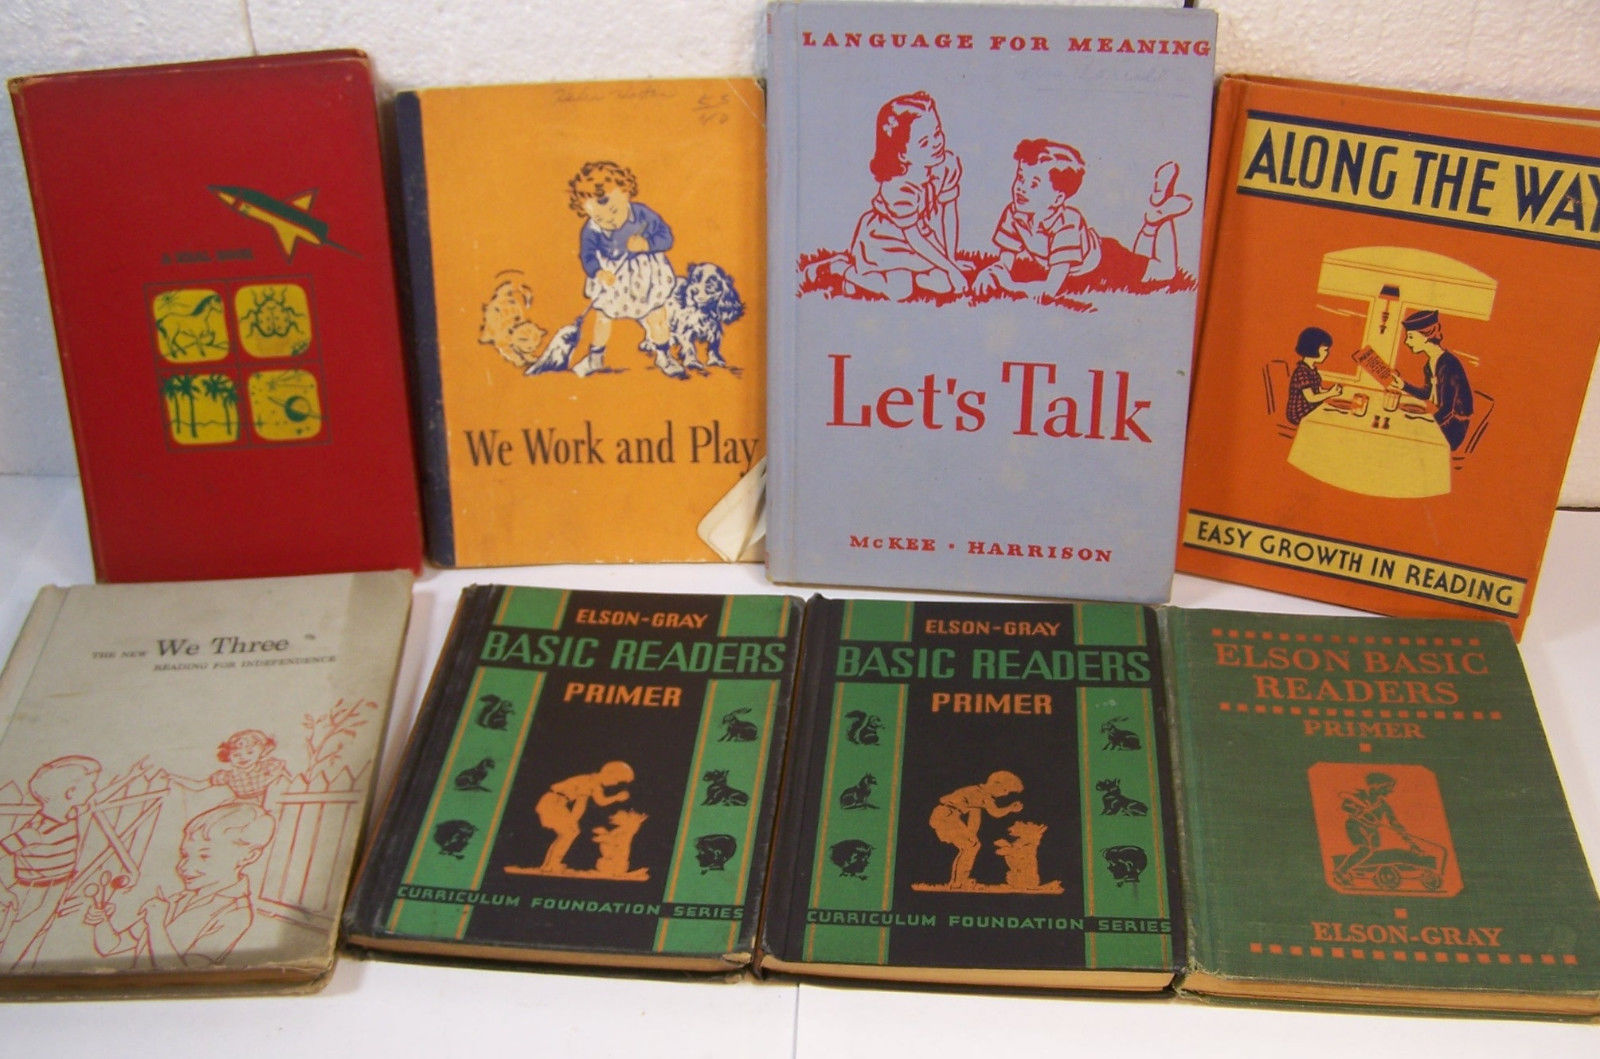 We Work and Play
LANGUAGE FOR MEANING
Let's Talk
McKEE · HARRISON
ALONG THE WAY
EASY GROWTH IN READING
THE NEW We Three
READING FOR INDEPENDENCE
ELSON-GRAY
BASIC READERS
PRIMER
CURRICULUM FOUNDATION SERIES
ELSON-GRAY
BASIC READERS
PRIMER
CURRICULUM FOUNDATION SERIES
ELSON BASIC
READERS
PRIMER
ELSON-GRAY